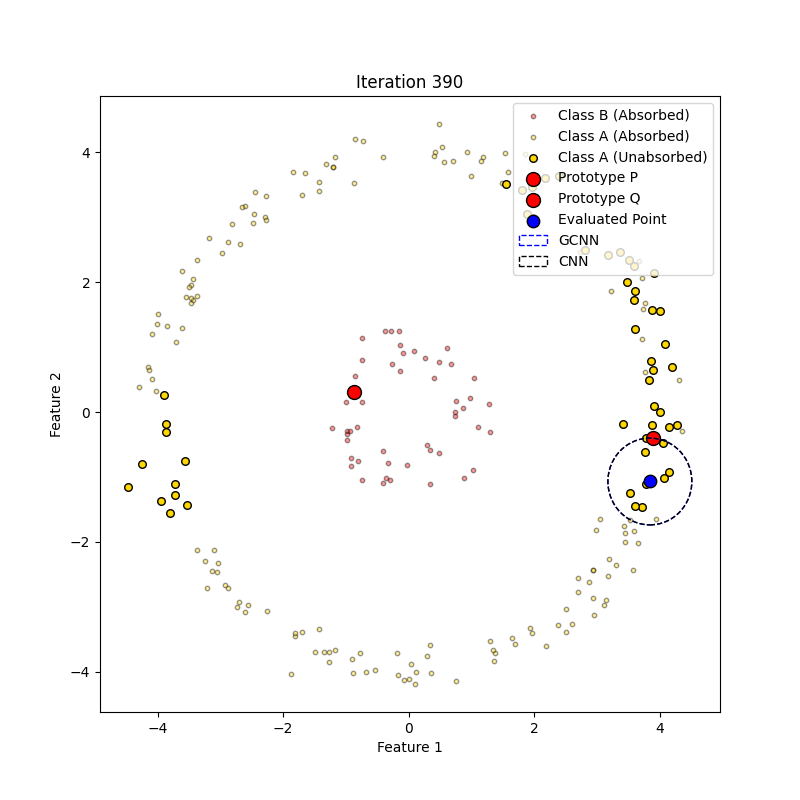 Iteration 390
Class B (Absorbed)
Class A (Absorbed)
Class A (Unabsorbed)
Prototype P
Prototype Q
Evaluated Point
GCNN
CNN
4
2
0
−2
−4
Feature 2
−4
−2
0
2
4
Feature 1